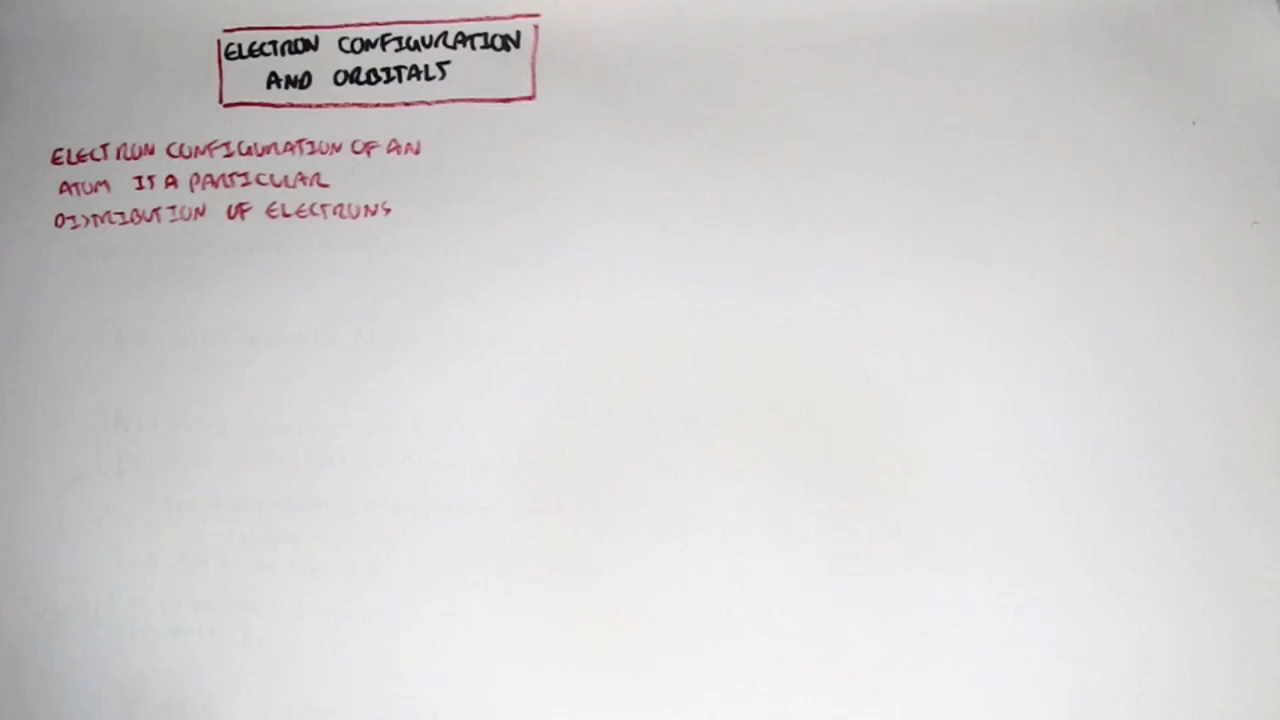 ELECTRON CONFIGURATION
AND ORBITALS
ELECTRON CONFIGURATION OF AN
ATOM IS A PARTICULAR
DISTRIBUTION OF ELECTRONS